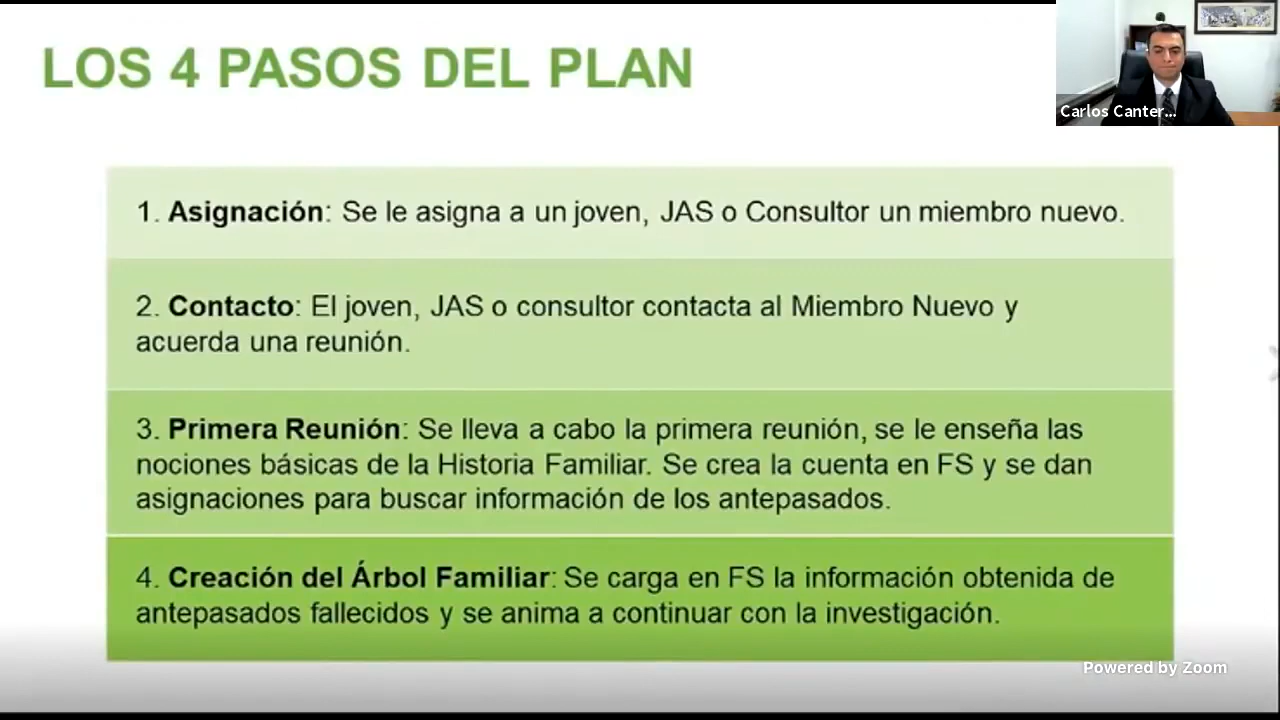 LOS 4 PASOS DEL PLAN
Carlos Canter...
1. Asignación: Se le asigna a un joven, JAS o Consultor un miembro nuevo.
2. Contacto: El joven, JAS o consultor contacta al Miembro Nuevo y
acuerda una reunión.
3. Primera Reunión: Se lleva a cabo la primera reunión, se le enseña las
nociones básicas de la Historia Familiar. Se crea la cuenta en FS y se dan
asignaciones para buscar información de los antepasados.
4. Creación del Árbol Familiar: Se carga en FS la información obtenida de
antepasados fallecidos y se anima a continuar con la investigación.
Powered by Zoom